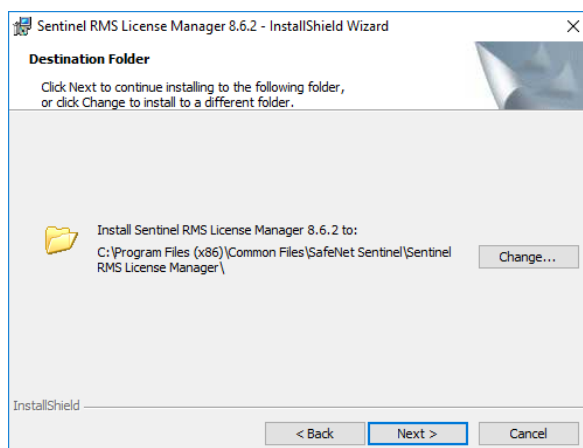 Sentinel RMS License Manager 8.6.2 - InstallShield Wizard
Destination Folder
Click Next to continue installing to the following folder,
or click Change to install to a different folder.
Install Sentinel RMS License Manager 8.6.2 to:
C:\Program Files (x86)\Common Files\SafeNet Sentinel\Sentinel
RMS License Manager\
Change...
InstallShield
< Back
Next >
Cancel